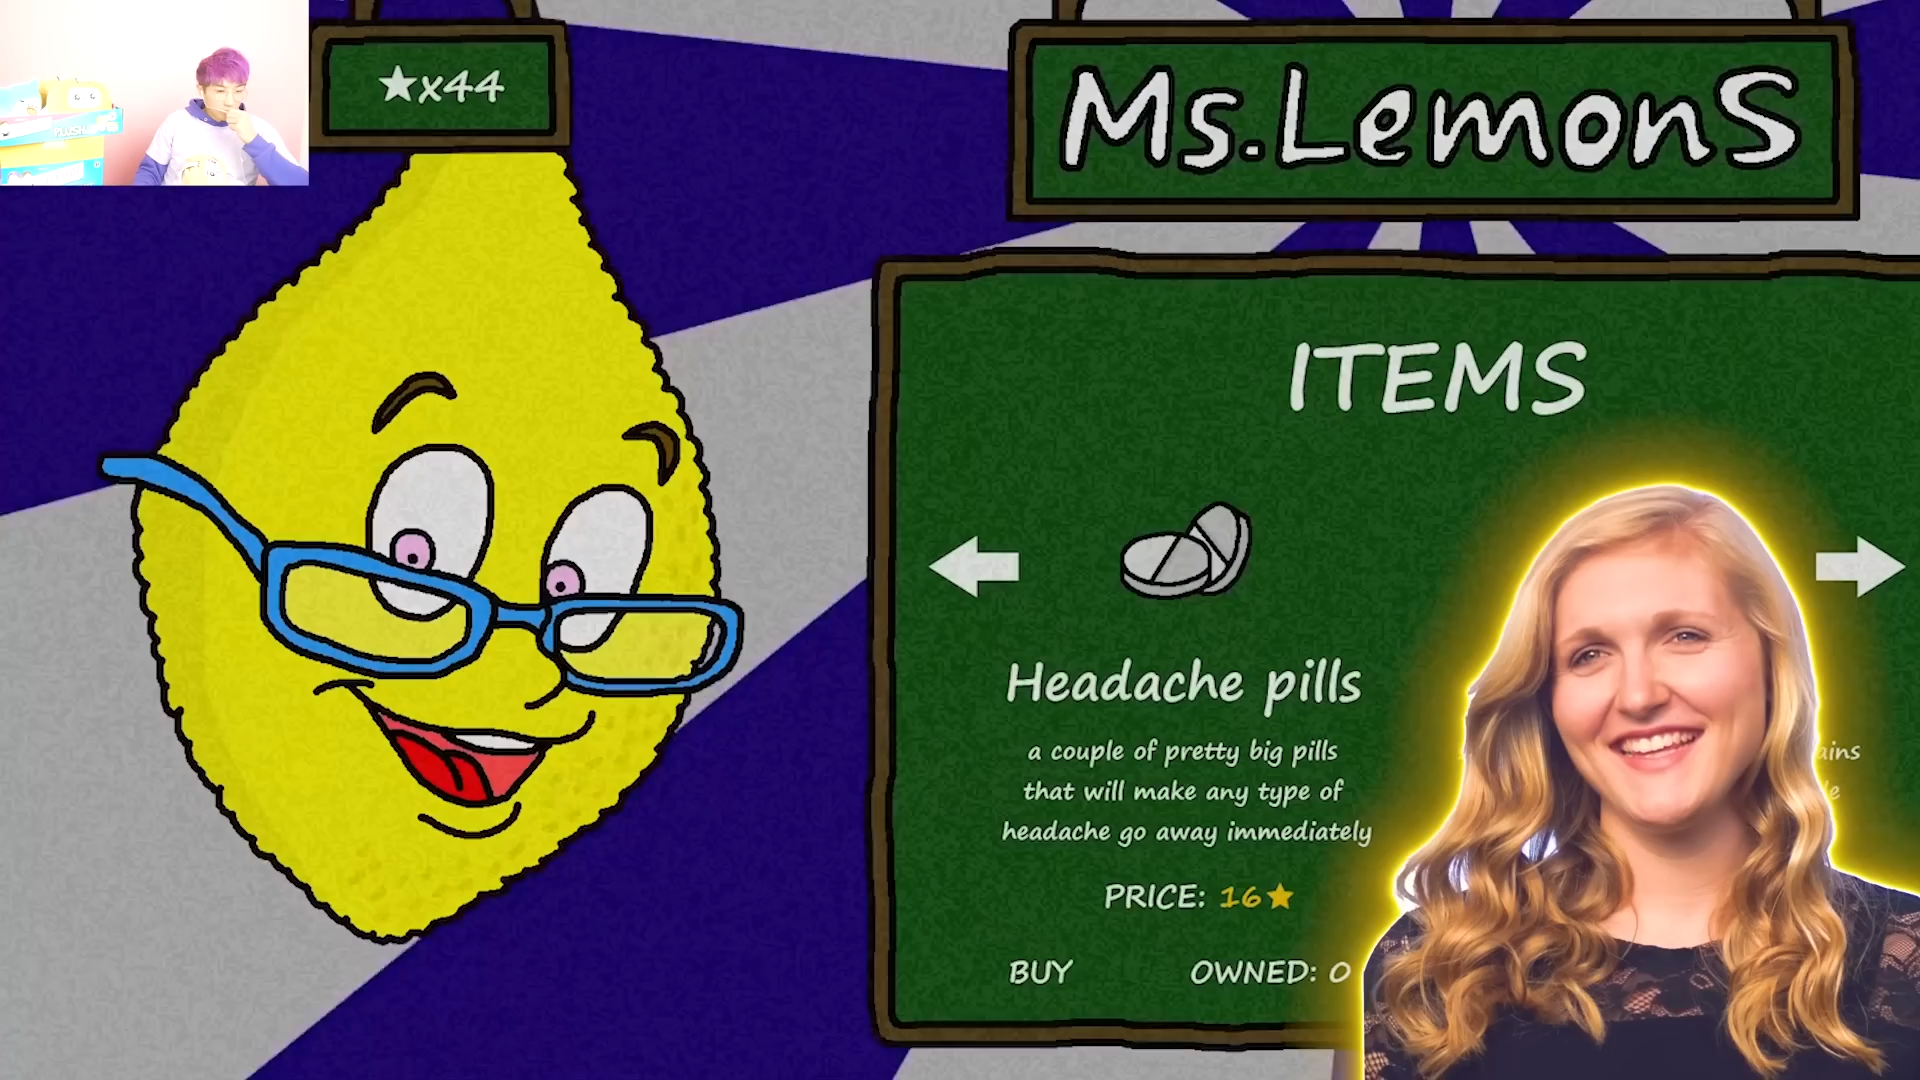 ★x44
Ms.LemonS
ITEMS
Headache pills
a couple of pretty big pills
that will make any type of
headache go away immediately
PRICE: 16★
BUY
OWNED: 0
PLUSH